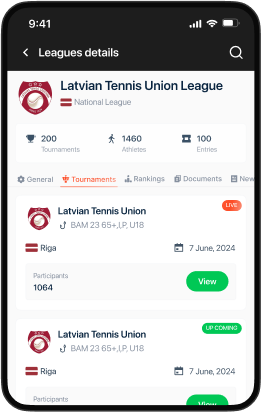 9:41
Leagues details
Latvian Tennis Union League
National League
200
Tournaments
1460
Athletes
100
Entries
General
Tournaments
Rankings
Documents
New
LIVE
Latvian Tennis Union
BAM 23 65+,I,P, U18
Riga
7 June, 2024
Participants
1064
View
UP COMING
Latvian Tennis Union
BAM 23 65+,I,P, U18
Riga
7 June, 2024
Participants
View